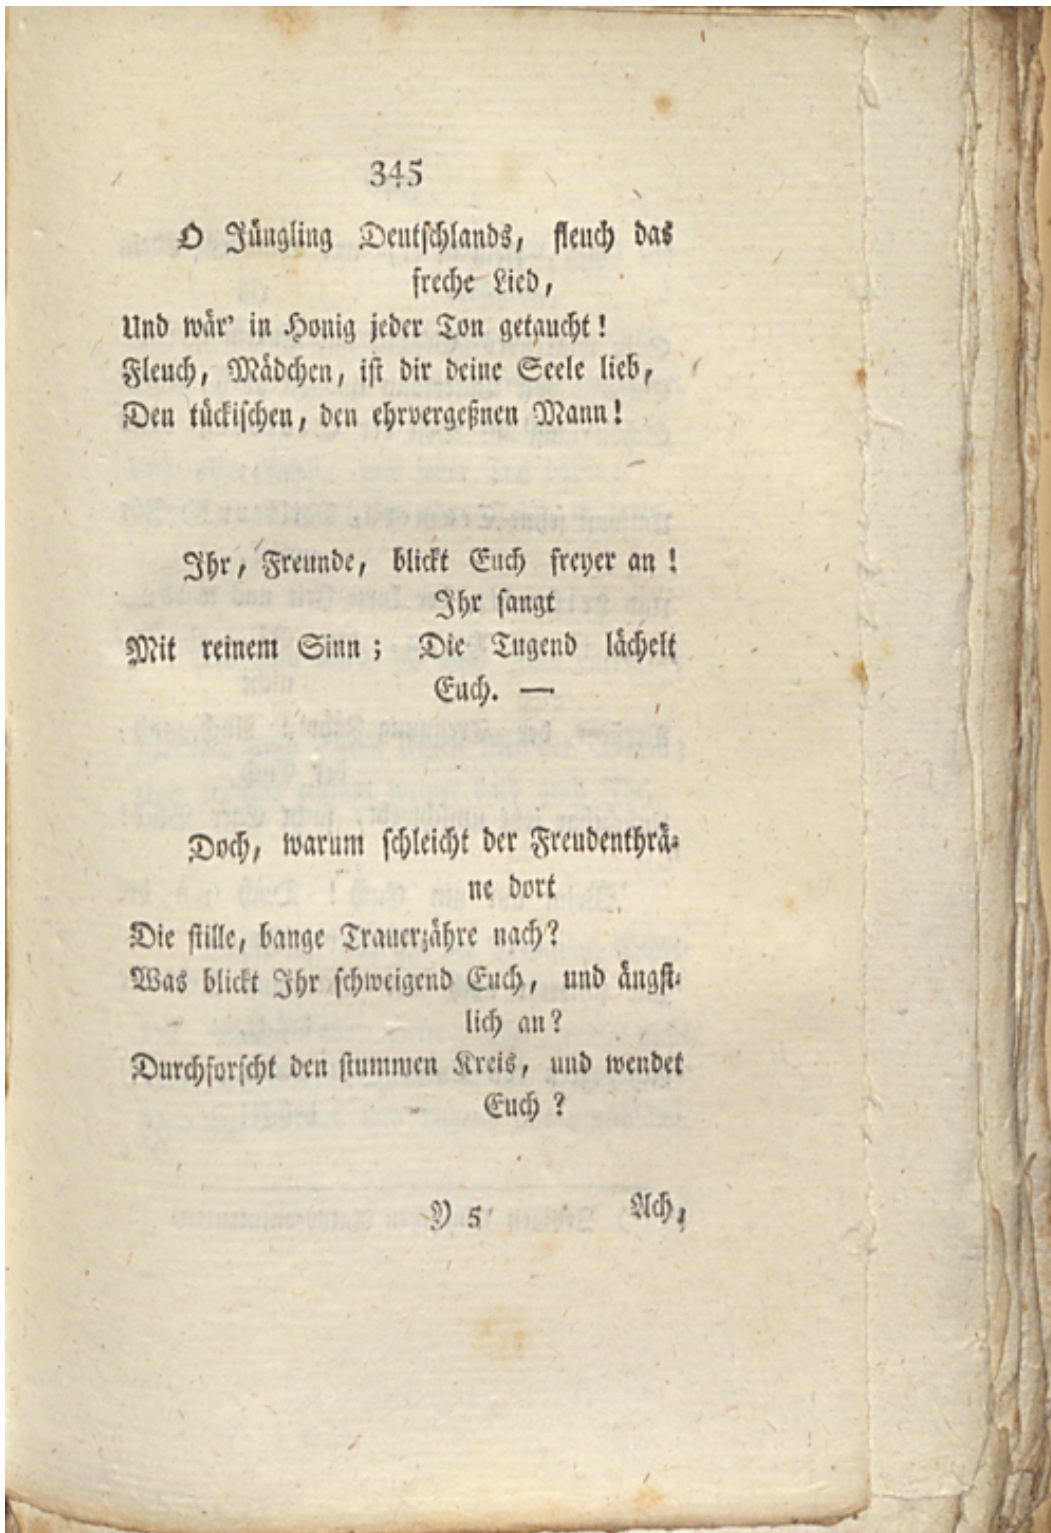 345
O Jüngling Deutschlands, fleuch das
freche Lied,
Und wär' in Honig jeder Ton getaucht!
Fleuch, Mädchen, ist dir deine Seele lieb,
Den tückischen, den ehrvergeßnen Mann!
Ihr, Freunde, blickt Euch freyer an!
Ihr sangt
Mit reinem Sinn; Die Tugend lächelt
Euch. —
Doch, warum schleicht der Freudenthrä-
ne dort
Die stille, bange Trauerzähre nach?
Was blickt Ihr schweigend Euch, und ängst-
lich an?
Durchforscht den stummen Kreis, und wendet
Euch?
Y 5
Ach,